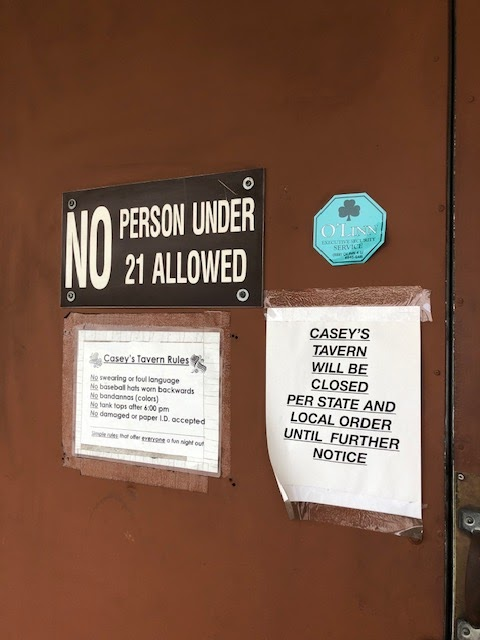 NO PERSON UNDER
21 ALLOWED
O'LINN
EXECUTIVE SECURITY
SERVICE
Casey's Tavern Rules
No swearing or foul language
No baseball hats worn backwards
No bandannas (colors)
No tank tops after 6:00 pm
No damaged or paper I.D. accepted
Simple rules that offer everyone a fun night out
CASEY'S
TAVERN
WILL BE
CLOSED
PER STATE AND
LOCAL ORDER
UNTIL FURTHER
NOTICE